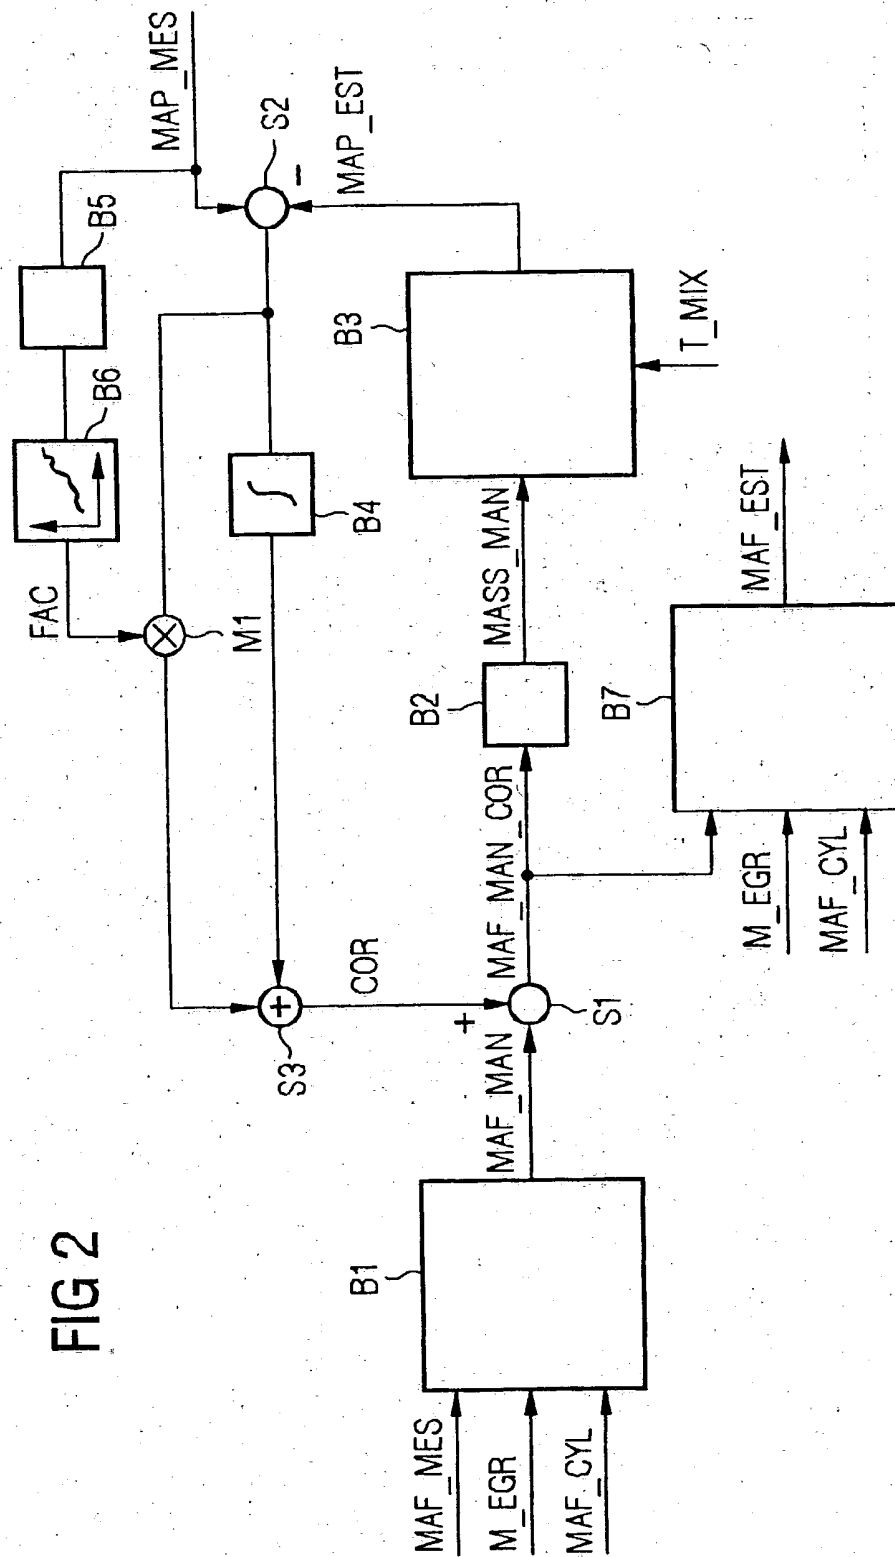 FIG 2
MAF_MES
M_EGR
MAF_CYL
B1
MAF_MAN
S1
+
COR
S3
+
MAF_MAN_COR
B2
MASS_MAN
B3
T_MIX
MAP_EST
-
S2
MAP_MES
B5
B6
FAC
M1
B4
M_EGR
MAF_CYL
B7
MAF_EST